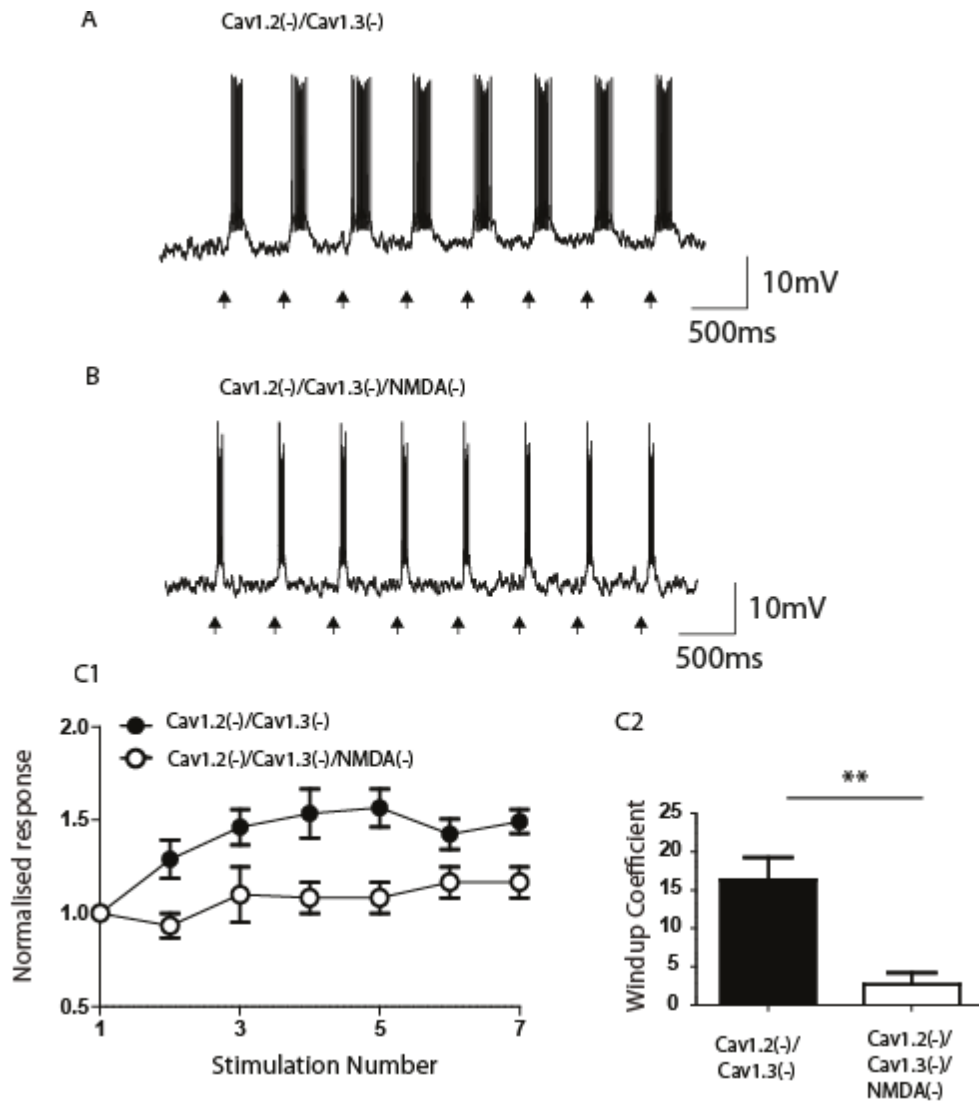 A
Cav1.2(-)/Cav1.3(-)
10mV
500ms
B
Cav1.2(-)/Cav1.3(-)/NMDA(-)
10mV
500ms
C1
Cav1.2(-)/Cav1.3(-)
Cav1.2(-)/Cav1.3(-)/NMDA(-)
Normalised response
2.0
1.5
1.0
0.5
1
3
5
7
Stimulation Number
C2
**
Windup Coefficient
25
20
15
10
5
0
Cav1.2(-)/
Cav1.3(-)
Cav1.2(-)/
Cav1.3(-)/
NMDA(-)